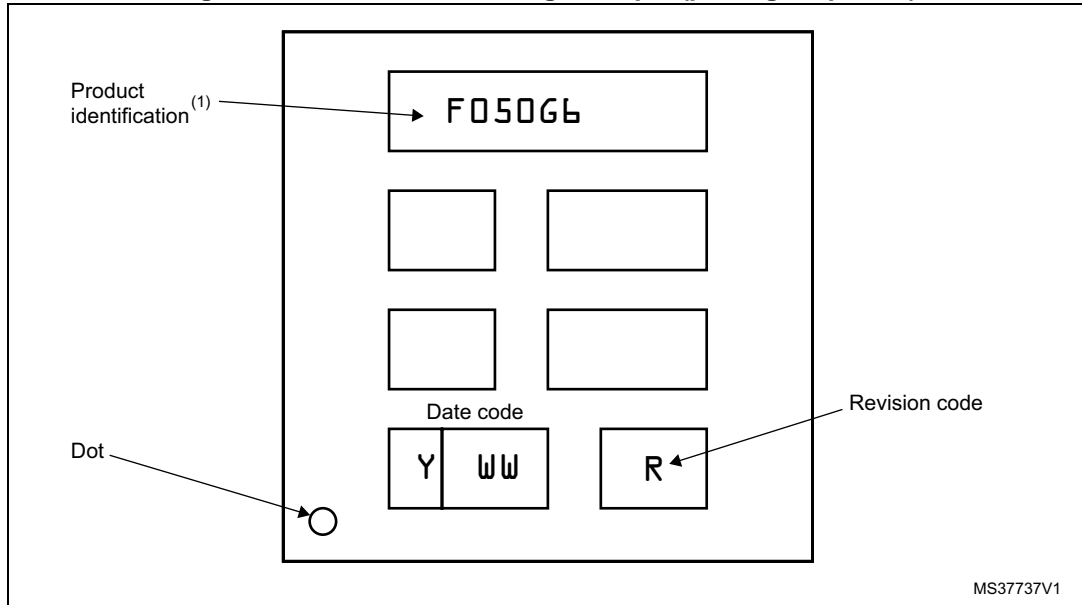 Product
identification (1)
F050G6
Date code
Revision code
Y WW
R
Dot
MS37737V1